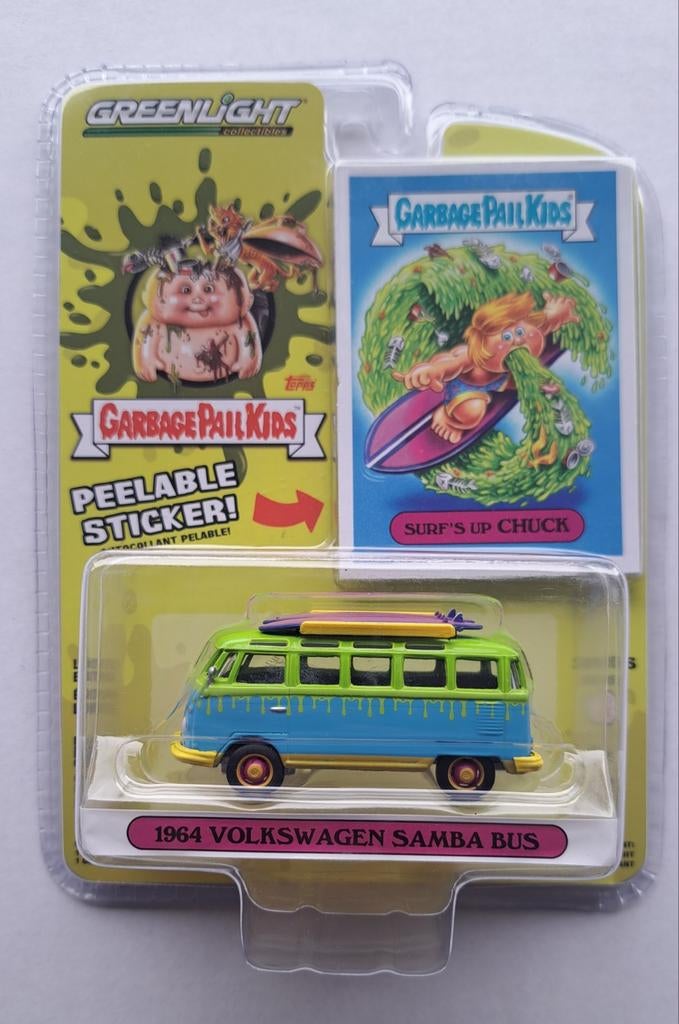 GREENLIGHT
collectibles
GARBAGE PAIL KIDS
topps
GARBAGE PAIL KIDS
PEELABLE
STICKER!
AUTOCOLLANT PELABLE!
SURF'S UP CHUCK
1964 VOLKSWAGEN SAMBA BUS